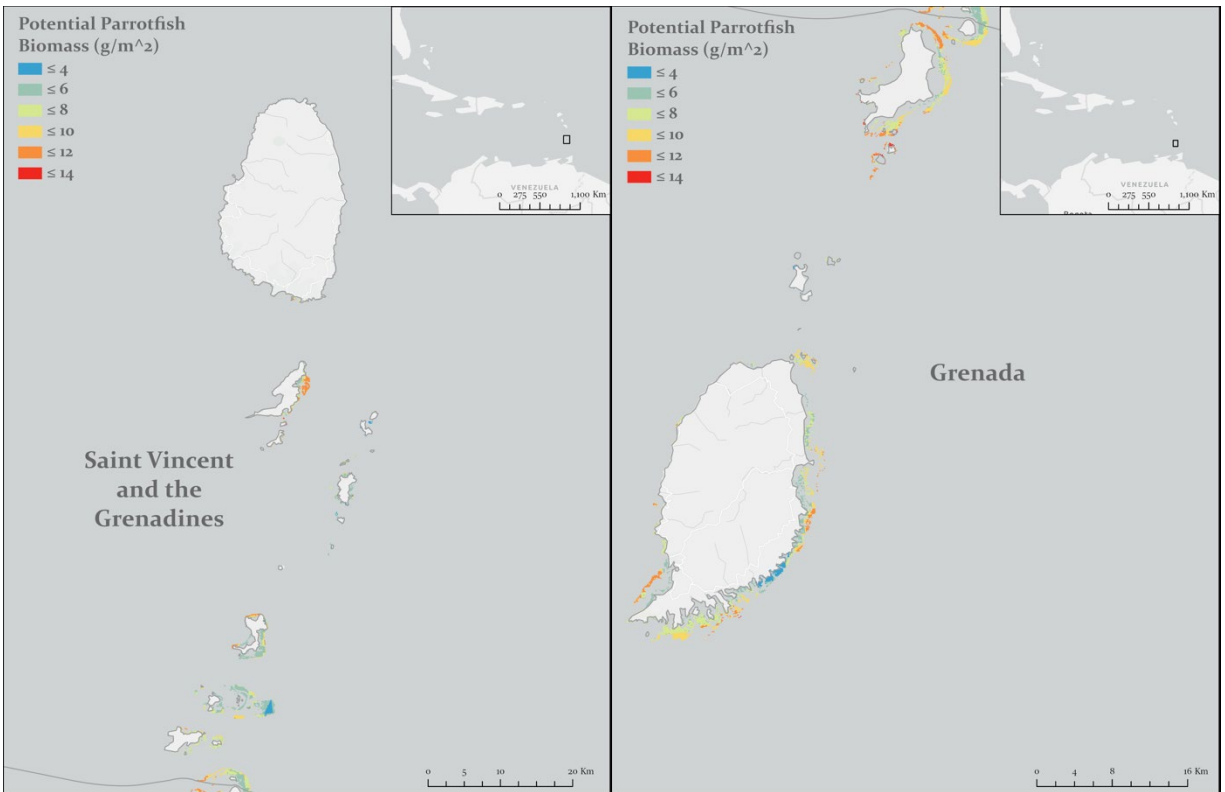 Potential Parrotfish
Biomass (g/m^2)
≤ 4
≤ 6
≤ 8
≤ 10
≤ 12
≤ 14
VENEZUELA
0 275 550 1,100 Km
Saint Vincent
and the
Grenadines
0 5 10 20 Km
Potential Parrotfish
Biomass (g/m^2)
≤ 4
≤ 6
≤ 8
≤ 10
≤ 12
≤ 14
VENEZUELA
0 275 550 1,100 Km
Grenada
0 4 8 16 Km